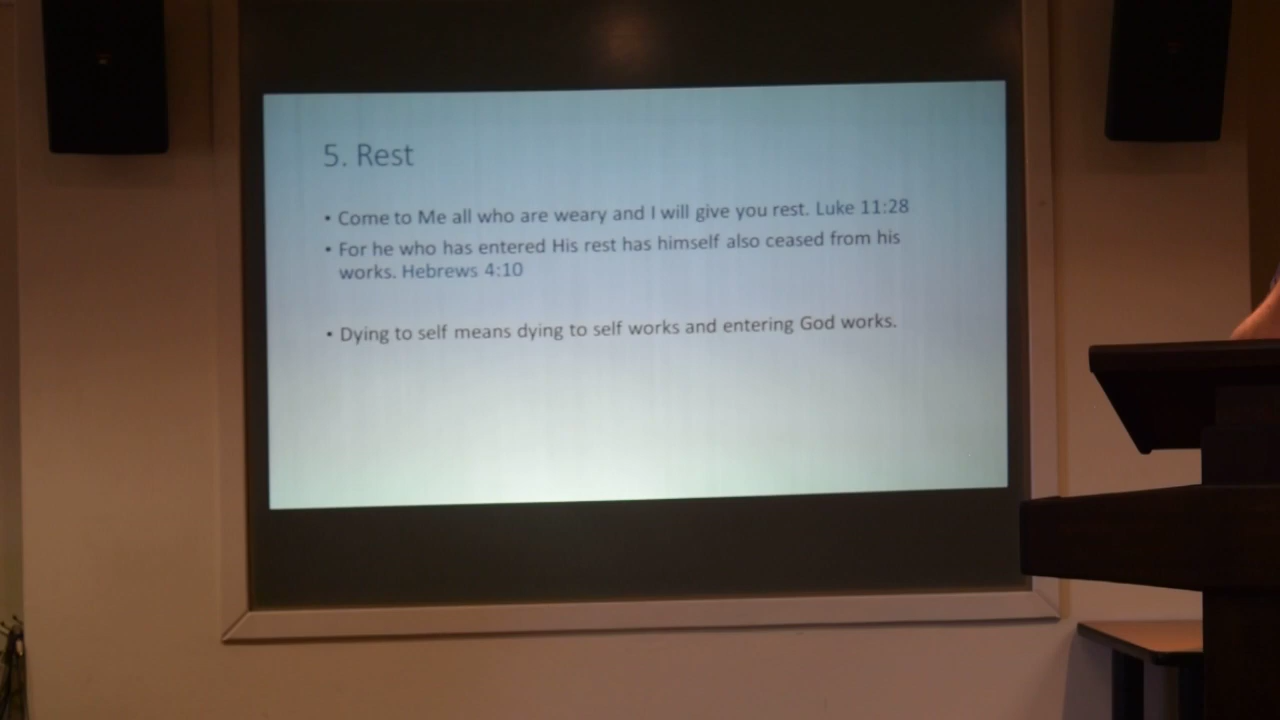 5. Rest
• Come to Me all who are weary and I will give you rest. Luke 11:28
• For he who has entered His rest has himself also ceased from his
works. Hebrews 4:10
• Dying to self means dying to self works and entering God works.